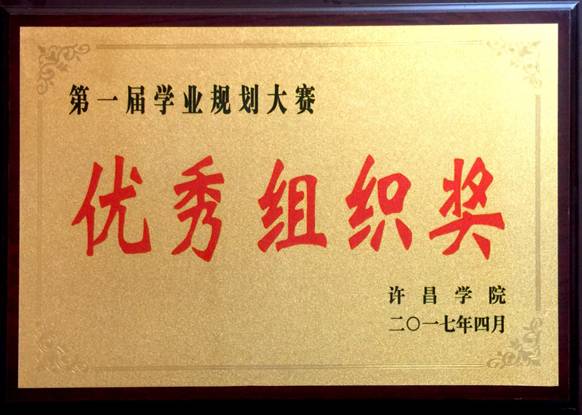 第一届学业规划大赛
优秀组织奖
许昌学院
二〇一七年四月